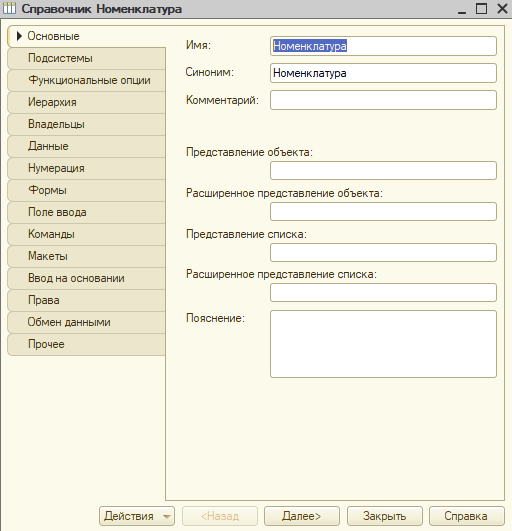 Справочник Номенклатура
Основные
Подсистемы
Функциональные опции
Иерархия
Владельцы
Данные
Нумерация
Формы
Поле ввода
Команды
Макеты
Ввод на основании
Права
Обмен данными
Прочее
Имя: Номенклатура
Синоним: Номенклатура
Комментарий:
Представление объекта:
Расширенное представление объекта:
Представление списка:
Расширенное представление списка:
Пояснение:
Действия <Назад Далее> Закрыть Справка